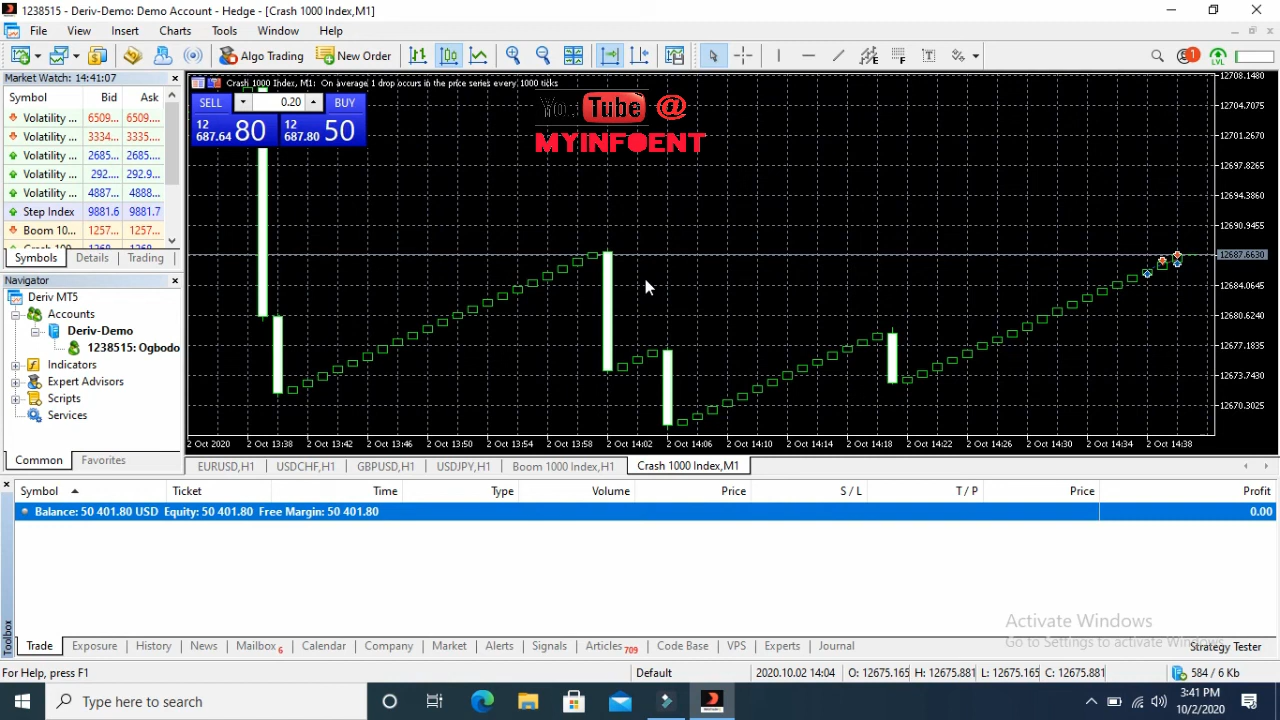 1238515 - Deriv-Demo: Demo Account - Hedge - [Crash 1000 Index,M1]
File View Insert Charts Tools Window Help
Algo Trading New Order
1
LVL
Market Watch: 14:41:07
Symbol Bid Ask
Volatility ... 6509... 6509...
Volatility ... 3334... 3335...
Volatility ... 2685... 2685...
Volatility ... 292.... 292.9...
Volatility ... 4887... 4888...
Step Index 9881.6 9881.7
Boom 10... 1257... 1257...
Symbols Details Trading
Navigator
Deriv MT5
Accounts
Deriv-Demo
1238515: Ogbodo
Indicators
Expert Advisors
Scripts
Services
Common Favorites
Crash 1000 Index, M1: On average 1 drop occurs in the price series every 1000 ticks
SELL 0.20 BUY
12 687.64 80 12 687.80 50
You Tube @
MYINFOENT
12708.1480
12704.7075
12701.2670
12697.8265
12694.3860
12690.9455
12687.6630
12684.0645
12680.6240
12677.1835
12673.7430
12670.3025
2 Oct 2020 2 Oct 13:38 2 Oct 13:42 2 Oct 13:46 2 Oct 13:50 2 Oct 13:54 2 Oct 13:58 2 Oct 14:02 2 Oct 14:06 2 Oct 14:10 2 Oct 14:14 2 Oct 14:18 2 Oct 14:22 2 Oct 14:26 2 Oct 14:30 2 Oct 14:34 2 Oct 14:38
EURUSD,H1 USDCHF,H1 GBPUSD,H1 USDJPY,H1 Boom 1000 Index,H1 Crash 1000 Index,M1
Symbol Ticket Time Type Volume Price S / L T / P Price Profit
Balance: 50 401.80 USD Equity: 50 401.80 Free Margin: 50 401.80 0.00
Activate Windows
Go to Settings to activate Windows.
Toolbox
Trade Exposure History News Mailbox 6 Calendar Company Market Alerts Signals Articles 709 Code Base VPS Experts Journal Strategy Tester
For Help, press F1 Default 2020.10.02 14:04 O: 12675.165 H: 12675.881 L: 12675.165 C: 12675.881 584 / 6 Kb
Type here to search
3:41 PM
10/2/2020